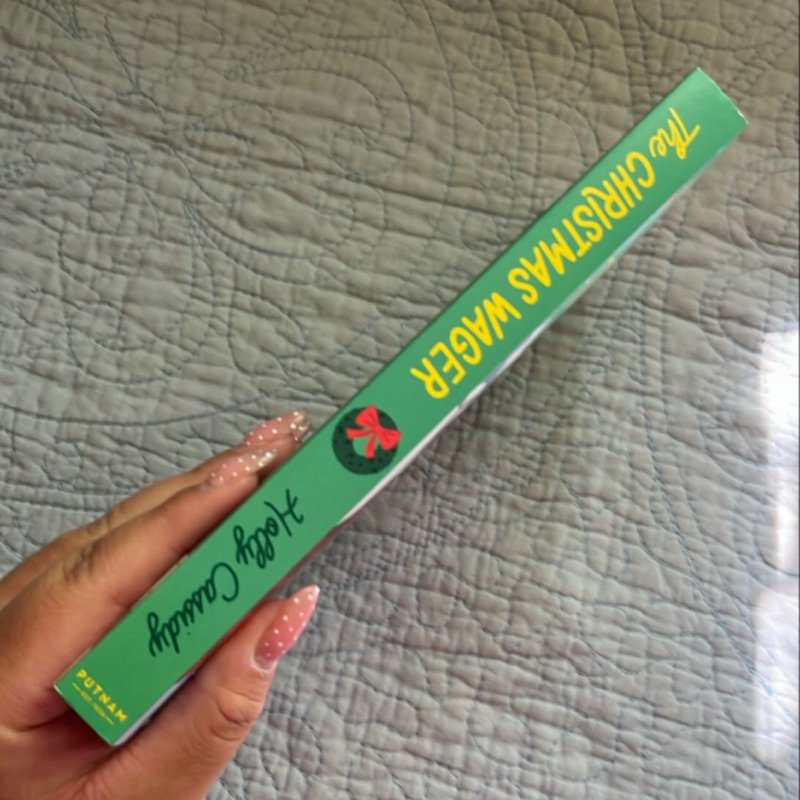 The CHRISTMAS WAGER
Holly Cassidy
PUTNAM